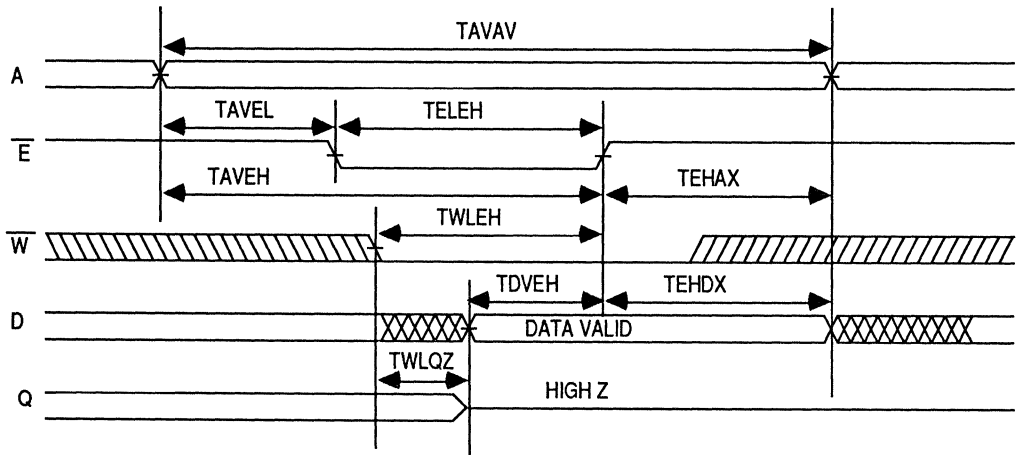 TAVAV
A
TAVEL TELEH
E
TAVEH TEHAX
TWLEH
W
TDVEH TEHDX
D DATA VALID
TWLQZ
Q HIGH Z